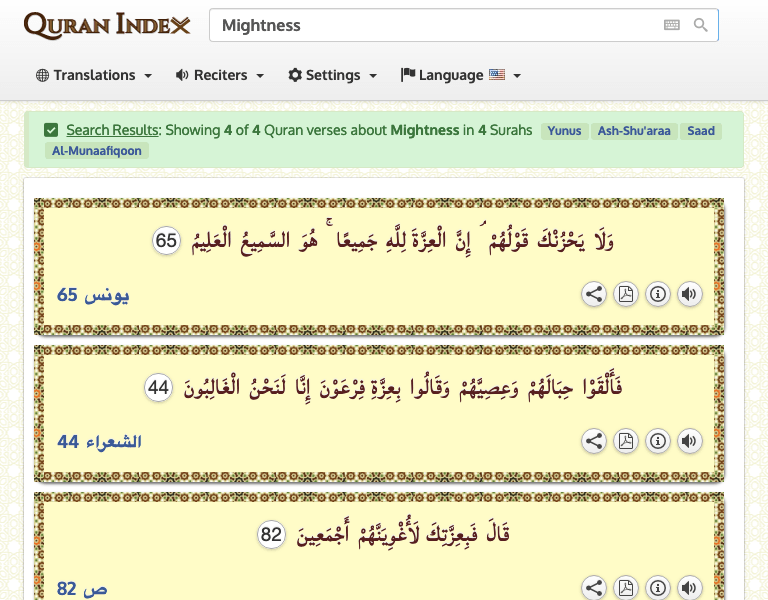 QURAN INDEX
Mightness
Translations Reciters Settings Language
Search Results: Showing 4 of 4 Quran verses about Mightness in 4 Surahs Yunus Ash-Shu'araa Saad
Al-Munaafiqoon
وَلَا يَحْزُنْكَ قَوْلُهُمْ ۘ إِنَّ الْعِزَّةَ لِلَّهِ جَمِيعًا ۚ هُوَ السَّمِيعُ الْعَلِيمُ 65
يونس 65
فَأَلْقَوْا حِبَالَهُمْ وَعِصِيَّهُمْ وَقَالُوا بِعِزَّةِ فِرْعَوْنَ إِنَّا لَنَحْنُ الْغَالِبُونَ 44
الشعراء 44
قَالَ فَبِعِزَّتِكَ لَأُغْوِيَنَّهُمْ أَجْمَعِينَ 82
ص 82